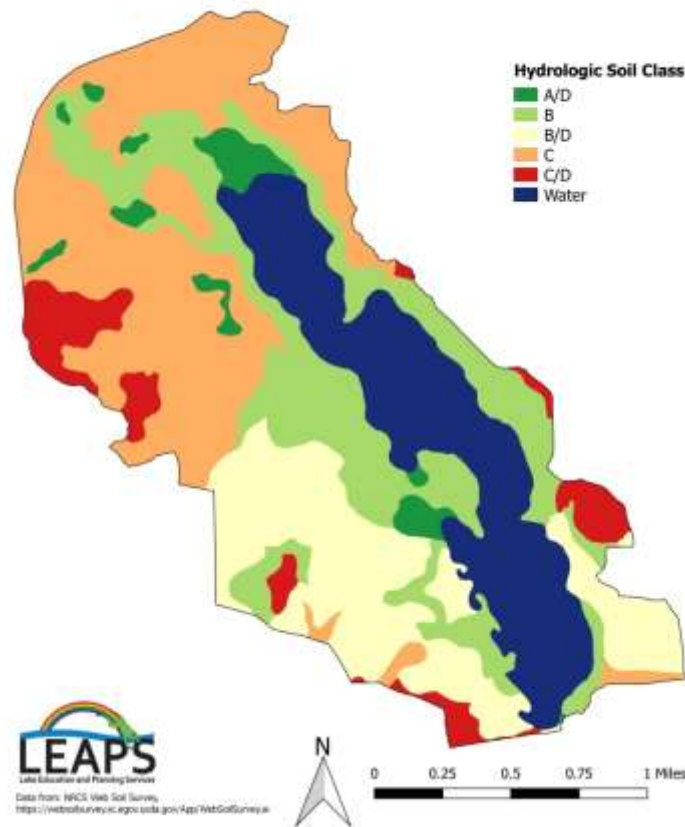 Hydrologic Soil Class
A/D
B
B/D
C
C/D
Water
LEAPS
Lake Education and Planning Services
Data from: NRCS Web Soil Survey,
N
0 0.25 0.5 0.75 1 Miles